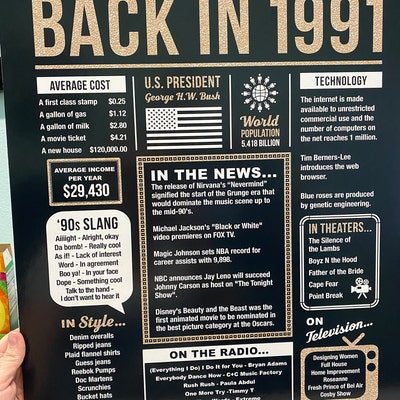 BACK IN 1991
AVERAGE COST
A first class stamp $0.25
A gallon of gas $1.12
A gallon of milk $2.80
A movie ticket $4.21
A new house $120,000.00
AVERAGE INCOME
PER YEAR
$29,430
'90s SLANG
Aiiiight - Alright, okay
Da bomb! - Really cool
As if! - Lack of interest
Word - In agreement
Boo ya! - In your face
Dope - Something cool
Talk to the hand -
I don't want to hear it
IN Style...
Denim overalls
Ripped jeans
Plaid flannel shirts
Guess jeans
Reebok Pumps
Doc Martens
Scrunchies
Bucket hats
U.S. PRESIDENT
George H.W. Bush
World
POPULATION
5.418 BILLION
IN THE NEWS...
The release of Nirvana's "Nevermind"
signified the start of the Grunge era that
would dominate the music scene up to
the mid-90's.
Michael Jackson's "Black or White"
video premieres on FOX TV.
Magic Johnson sets NBA record for
career assists with 9,898.
NBC announces Jay Leno will succeed
Johnny Carson as host on "The Tonight
Show".
Disney's Beauty and the Beast was the
first animated movie to be nominated in
the best picture category at the Oscars.
ON THE RADIO...
(Everything I Do) I Do It for You - Bryan Adams
Everybody Dance Now - C+C Music Factory
Rush Rush - Paula Abdul
One More Try - Timmy T
Words - Extreme
TECHNOLOGY
The internet is made
available to unrestricted
commercial use and the
number of computers on
the net reaches 1 million.
Tim Berners-Lee
introduces the web
browser.
Blue roses are produced
by genetic engineering.
IN THEATERS...
The Silence of
the Lambs
Boyz N the Hood
Father of the Bride
Cape Fear
Point Break
ON
Television...
Designing Women
Full House
Home Improvement
Roseanne
Fresh Prince of Bel Air
Cosby Show